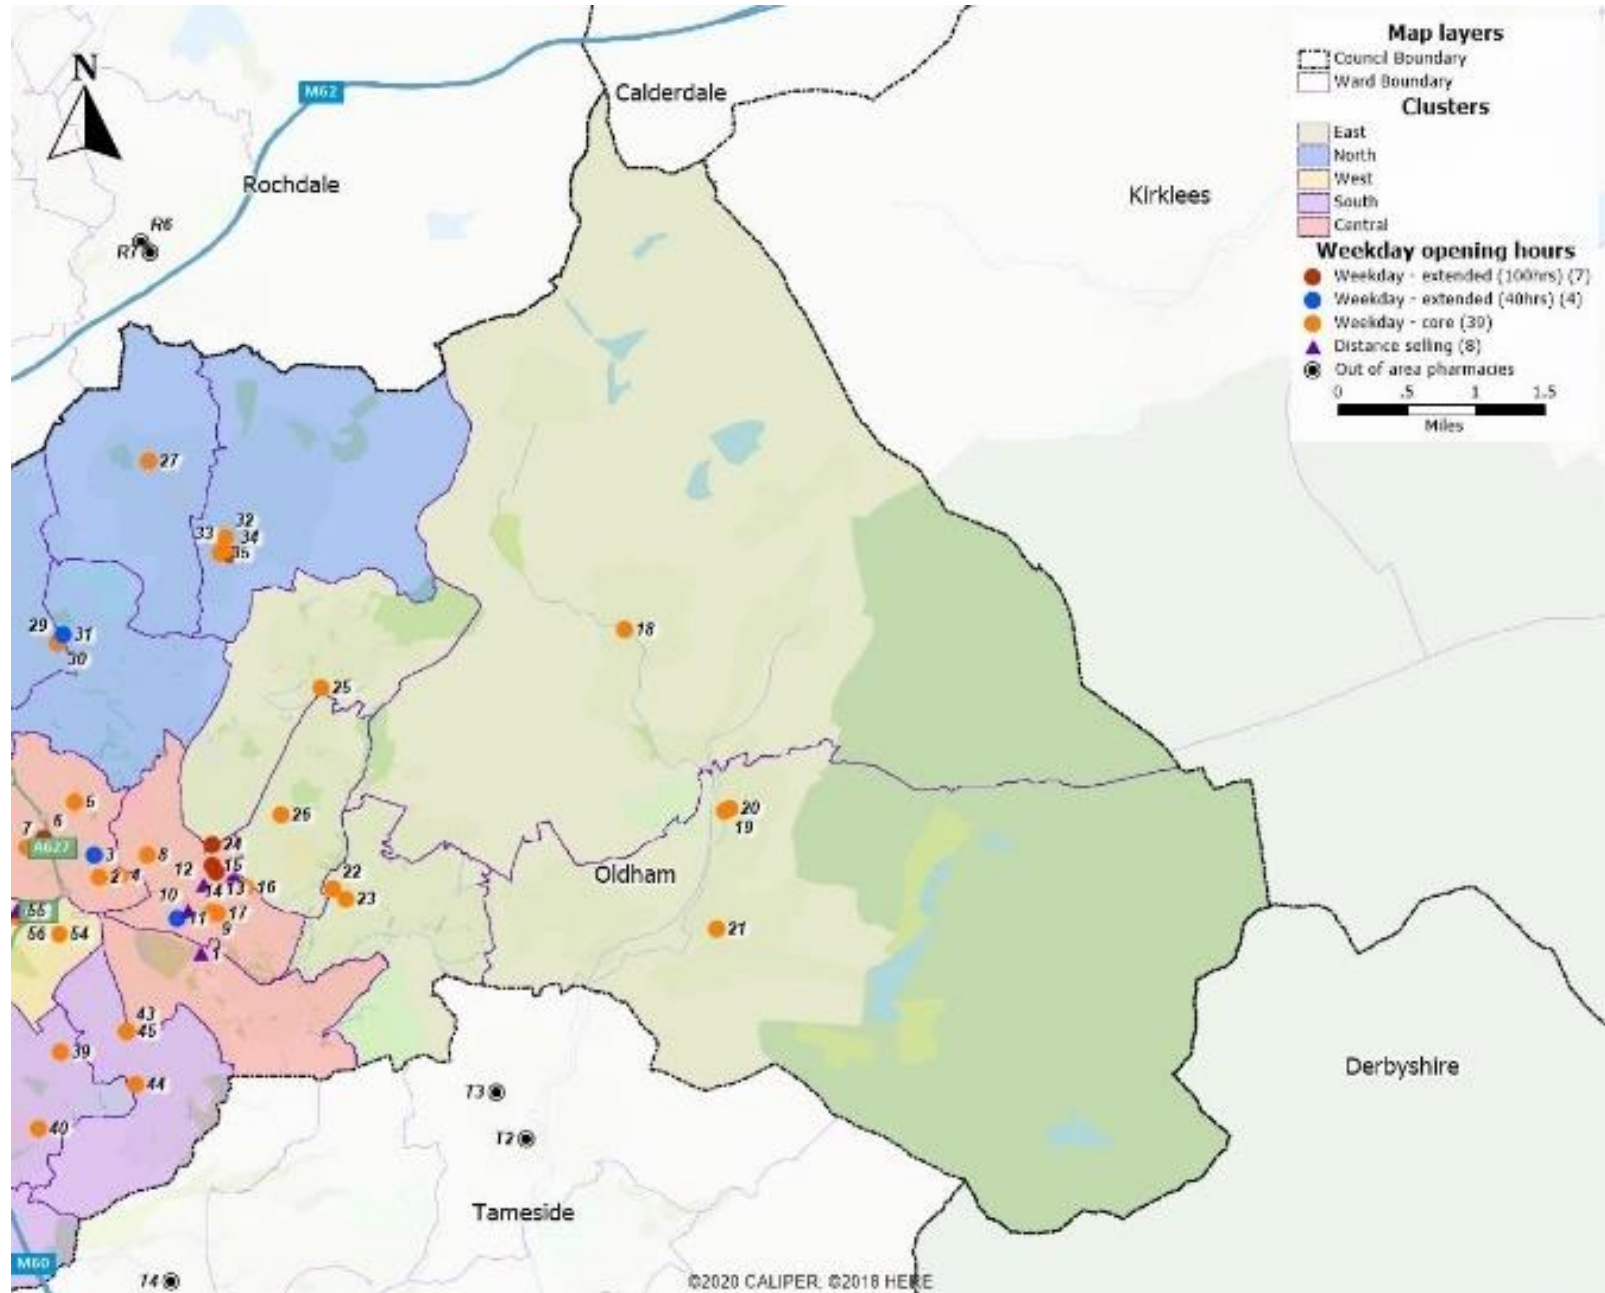 Map layers
Council Boundary
Ward Boundary
Clusters
East
North
West
South
Central
Weekday opening hours
Weekday - extended (100hrs) (7)
Weekday - extended (40hrs) (4)
Weekday - core (39)
Distance selling (8)
Out of area pharmacies
0 .5 1 1.5
Miles
N
M62
Calderdale
Rochdale
Kirklees
R6
R7
27
32
33
34
35
29
31
30
18
25
5
6
7
A627
3
2
4
8
26
24
12
15
14
13
16
10
11
17
9
1
20
19
22
23
Oldham
21
55
56
54
43
45
39
44
40
T3
T2
Tameside
Derbyshire
M60
T4
©2020 CALIPER; ©2018 HERE